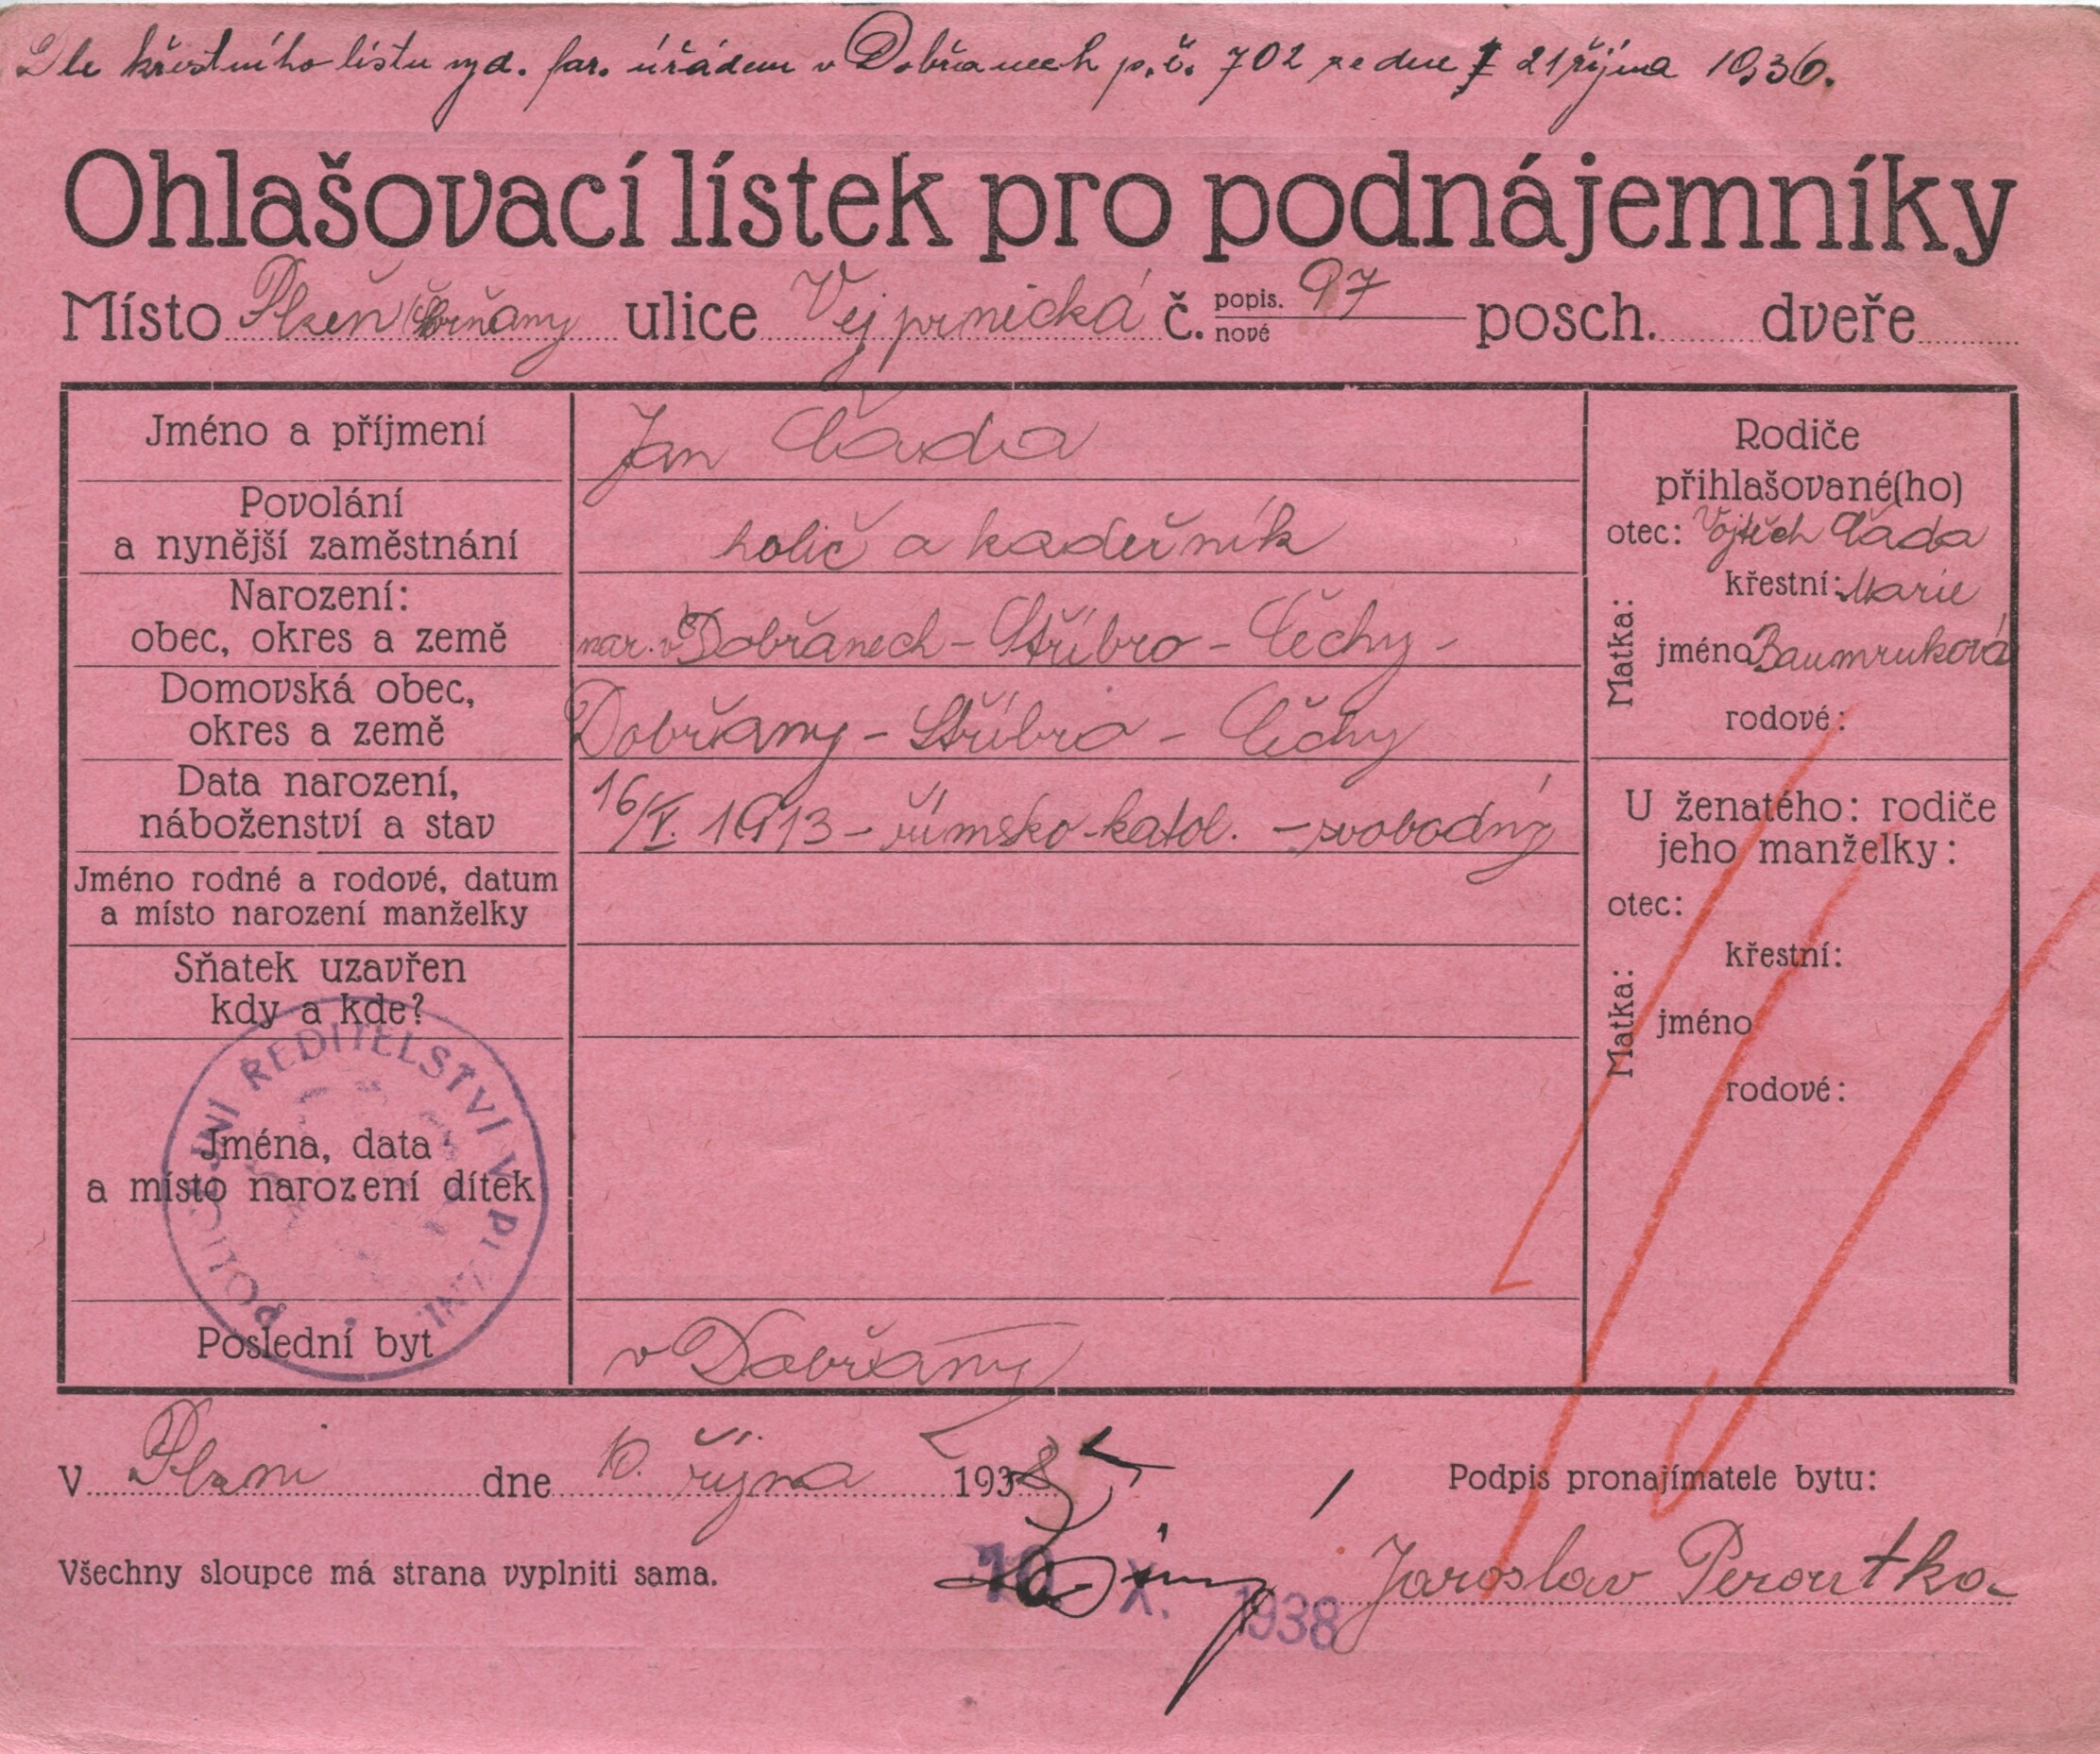 Dle křestního listu vyd. far. úřadem v Dobřanech p. č. 702 ze dne 21 října 1936.
Ohlašovací lístek pro podnájemníky
Místo Plzeň ulice Vejprnická č. popis. 97 nové posch. dveře
Jméno a příjmení Jan Čada
Povolání
a nynější zaměstnání holič a kadeřník
Narození:
obec, okres a země nar. v Dobřanech - Stříbro - Čechy -
Domovská obec,
okres a země Dobřany - Stříbro - Čechy
Data narození,
náboženství a stav 16/V. 1913 - římsko-katol. - svobodný
Jméno rodné a rodové, datum
a místo narození manželky
Sňatek uzavřen
kdy a kde?
Jména, data
a místo narození dítek
Poslední byt v Dobřany
Rodiče
přihlašované(ho)
otec: Vojtěch Čada
Matka:
křestní: Marie
jméno Baumruková
rodové:
U ženatého: rodiče
jeho manželky:
otec:
Matka:
křestní:
jméno
rodové:
POLICEJNÍ ŘEDITELSTVÍ V PLZNI.
V Plzni dne 10. října 1938
Podpis pronajímatele bytu:
Všechny sloupce má strana vyplniti sama.
10. X. 1938
Jaroslav Peroutka